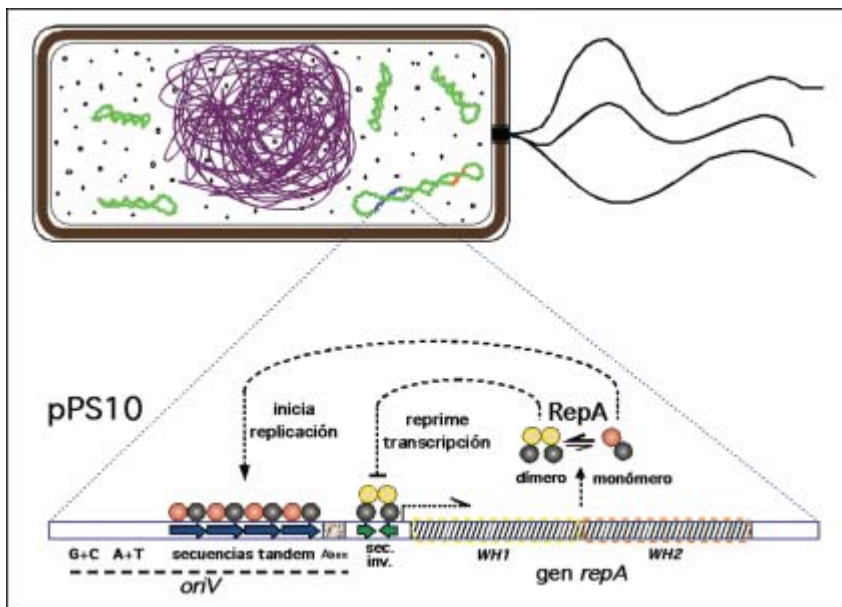 pPS10
inicia
replicación
reprime
transcripción
RepA
dímero
monómero
G+C A+T secuencias tandem
sec.
inv.
WH1
WH2
oriV
gen repA